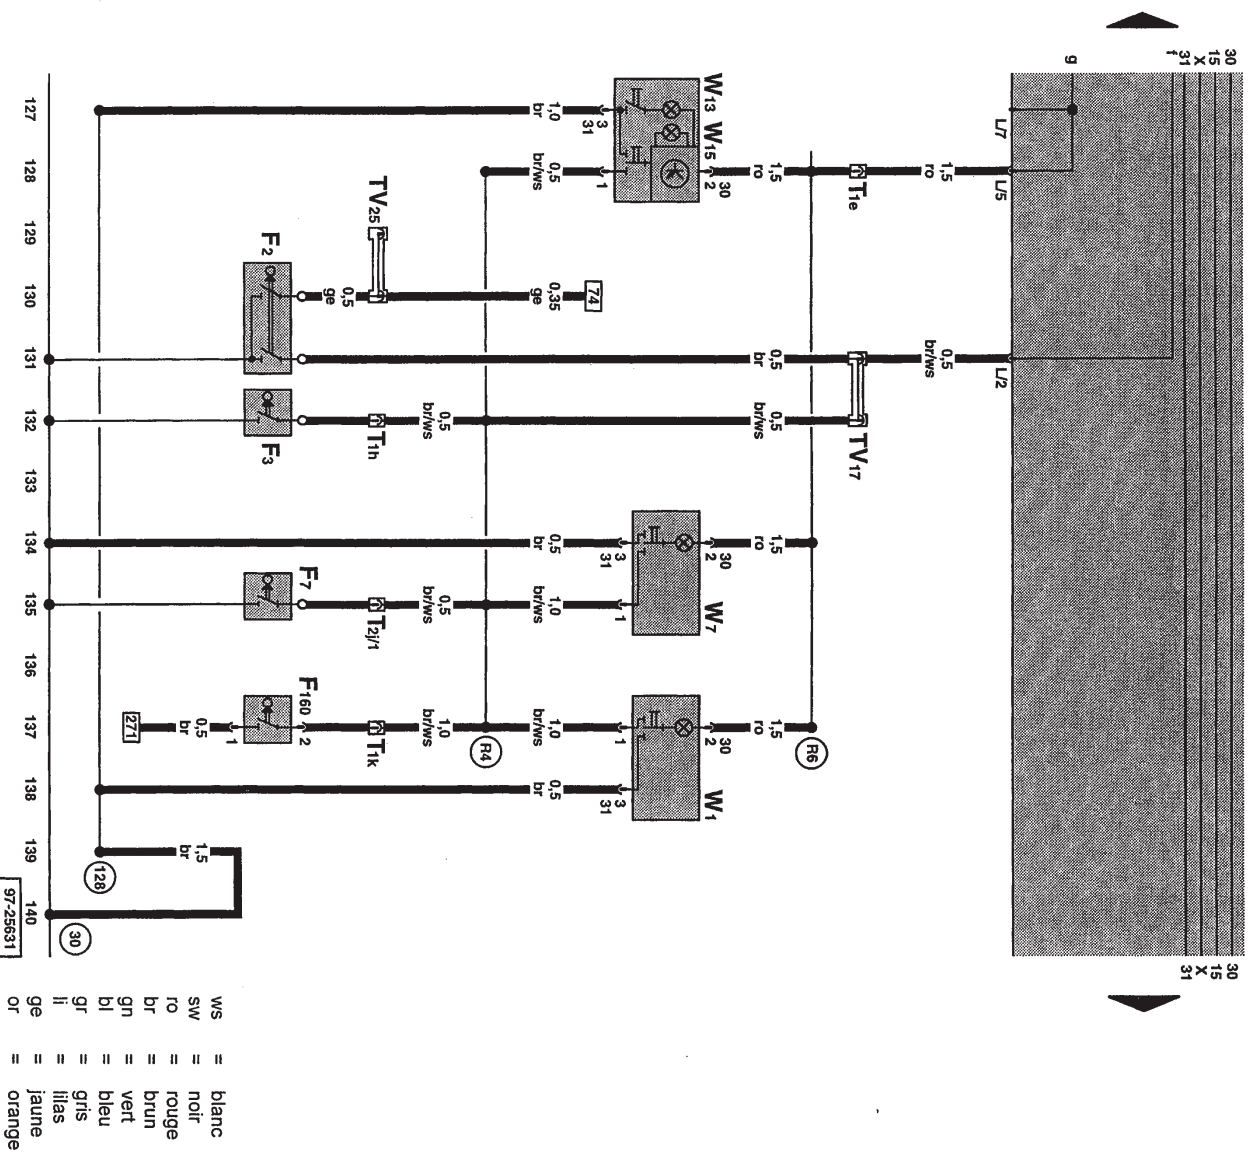 30 30
15 15
X X
31 31
f
g
L/7 L/5 L/2
1,5 0,5
ro br/ws
T1e TV17
1,5 0,5 0,5 1,5 1,5 R6
ro br br/ws ro ro
30 30 30
2 2 2
W13 W15 W7 W1
3 1 3 1 1 3
31 31 31
74
1,0 0,5 0,35 0,5 1,0 1,0 0,5
br br/ws ge br br/ws br/ws br
R4
0,5 0,5 1,0
br/ws br/ws br/ws
TV25 T1h T2j/1 T1k
0,5
ge
F2 F3 F7 F160
2
1
0,5 1,5
br br
271
128
30
127 128 129 130 131 132 133 134 135 136 137 138 139 140
97-25631
ws = blanc
sw = noir
ro = rouge
br = brun
gn = vert
bl = bleu
gr = gris
li = lilas
ge = jaune
or = orange